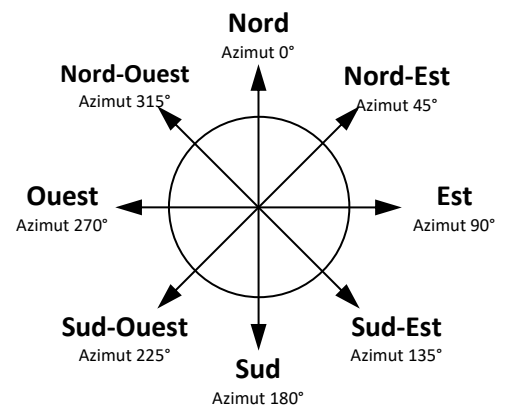 Nord
Azimut 0°
Nord-Ouest
Azimut 315°
Nord-Est
Azimut 45°
Ouest
Azimut 270°
Est
Azimut 90°
Sud-Ouest
Azimut 225°
Sud-Est
Azimut 135°
Sud
Azimut 180°